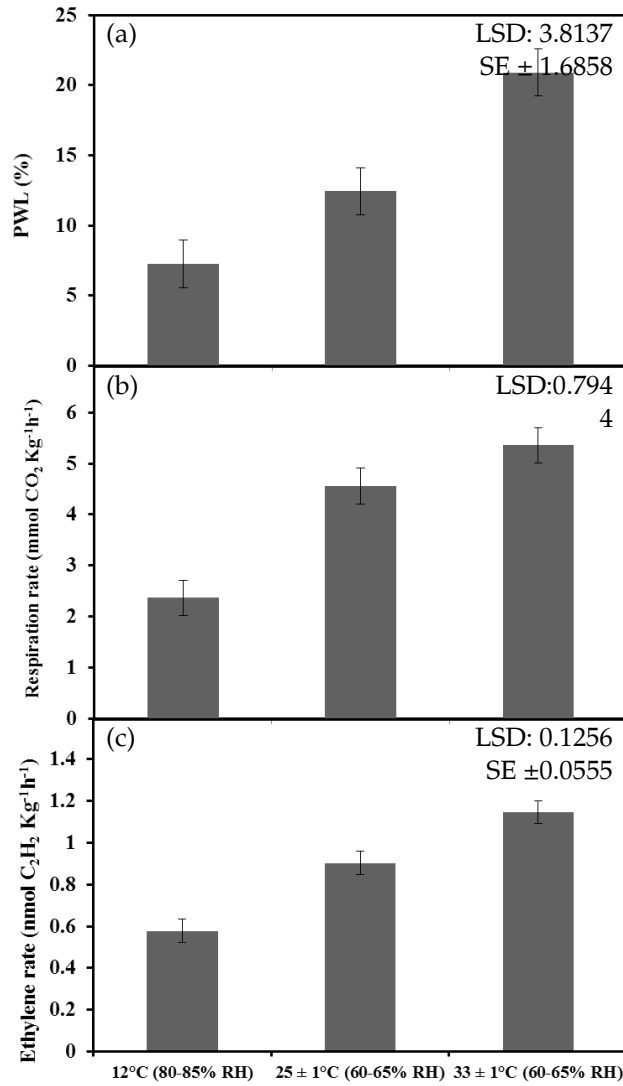 (a)
LSD: 3.8137
SE ± 1.6858
25
20
15
10
5
0
PWL (%)
(b)
LSD:0.794
4
6
5
4
3
2
1
0
Respiration rate (mmol CO₂ Kg⁻¹h⁻¹)
(c)
LSD: 0.1256
SE ±0.0555
1.4
1.2
1
0.8
0.6
0.4
0.2
0
Ethylene rate (nmol C₂H₂ Kg⁻¹h⁻¹)
12°C (80-85% RH) 25 ± 1°C (60-65% RH) 33 ± 1°C (60-65% RH)